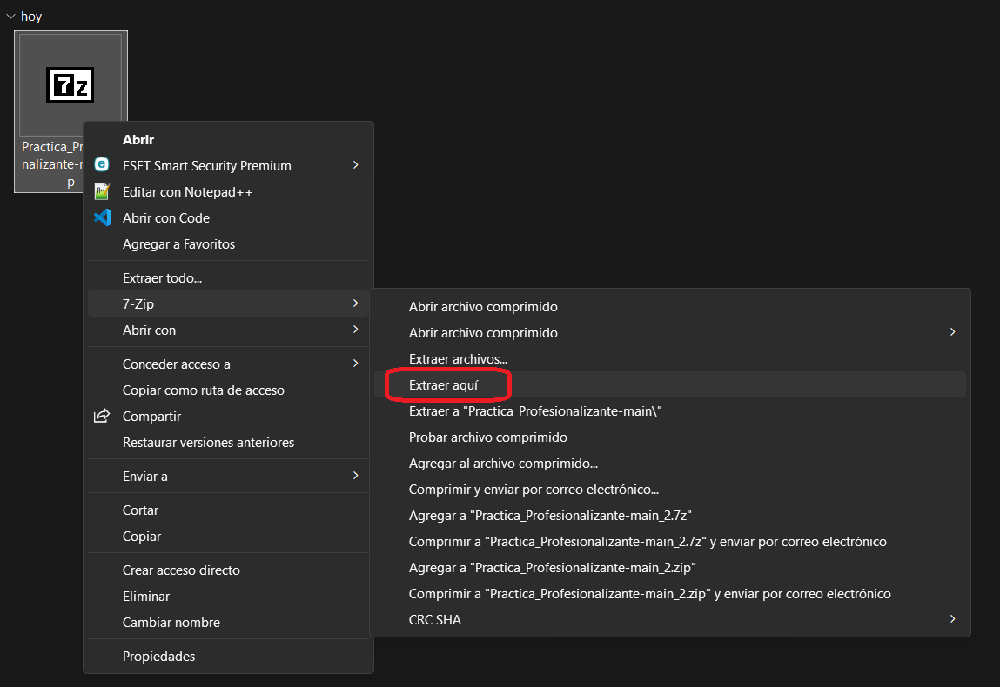 hoy
7z
Practica_Pr
nalizante-
p
Abrir
ESET Smart Security Premium
Editar con Notepad++
Abrir con Code
Agregar a Favoritos
Extraer todo...
7-Zip
Abrir con
Conceder acceso a
Copiar como ruta de acceso
Compartir
Restaurar versiones anteriores
Enviar a
Cortar
Copiar
Crear acceso directo
Eliminar
Cambiar nombre
Propiedades
Abrir archivo comprimido
Abrir archivo comprimido
Extraer archivos...
Extraer aquí
Extraer a "Practica_Profesionalizante-main\"
Probar archivo comprimido
Agregar al archivo comprimido...
Comprimir y enviar por correo electrónico...
Agregar a "Practica_Profesionalizante-main_2.7z"
Comprimir a "Practica_Profesionalizante-main_2.7z" y enviar por correo electrónico
Agregar a "Practica_Profesionalizante-main_2.zip"
Comprimir a "Practica_Profesionalizante-main_2.zip" y enviar por correo electrónico
CRC SHA